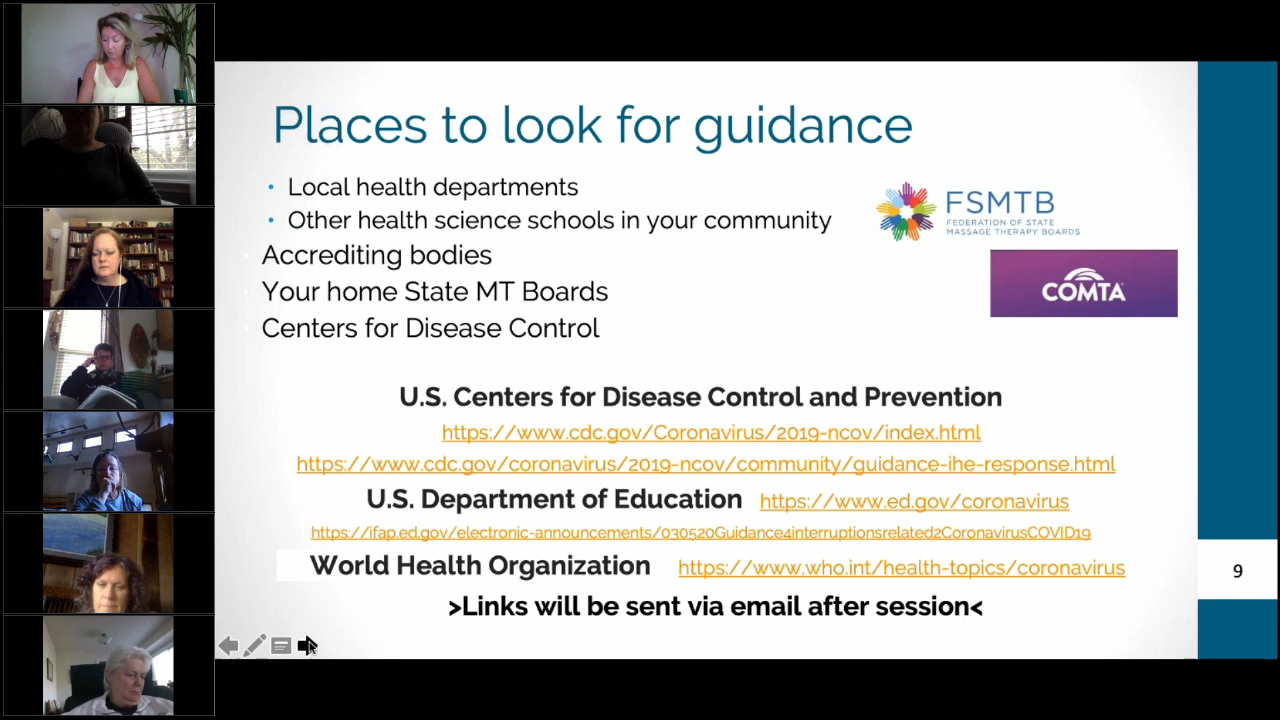 Places to look for guidance
• Local health departments
• Other health science schools in your community
Accrediting bodies
Your home State MT Boards
Centers for Disease Control
FSMTB
FEDERATION OF STATE
MASSAGE THERAPY BOARDS
COMTA
U.S. Centers for Disease Control and Prevention
https://www.cdc.gov/Coronavirus/2019-ncov/index.html
https://www.cdc.gov/coronavirus/2019-ncov/community/guidance-ihe-response.html
U.S. Department of Education https://www.ed.gov/coronavirus
https://ifap.ed.gov/electronic-announcements/030520Guidance4interruptionsrelated2CoronavirusCOVID19
World Health Organization https://www.who.int/health-topics/coronavirus
>Links will be sent via email after session<
9